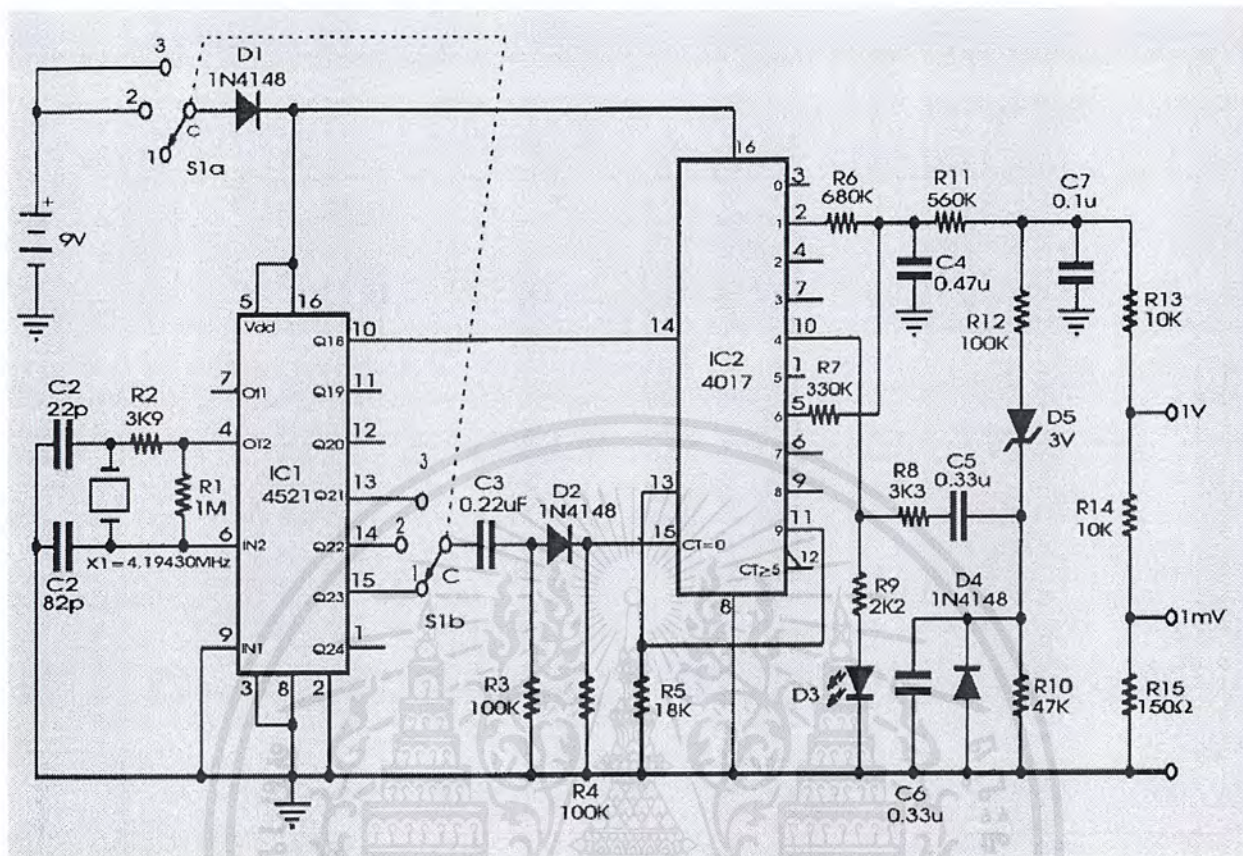 3
D1
1N4148
2
C
1
S1a
+
9V
16
3
0
R6
680K
R11
560K
C7
0.1u
2
1
4
2
C4
0.47u
7
3
R12
100K
R13
10K
5
16
Vdd
10
Q18
14
IC2
4017
10
4
1
5
R7
330K
5
6
6
7
9
8
11
9
12
CT≥5
13
15
CT=0
8
D5
3V
1V
C2
22p
R2
3K9
7
Ot1
4
OT2
Q19
11
Q20
12
IC1
4521
Q21
13
3
R1
1M
C3
0.22uF
D2
1N4148
R8
3K3
C5
0.33u
R14
10K
6
IN2
Q22
14
2
X1=4.19430MHz
C2
82p
Q23
15
1
C
S1b
R9
2K2
D4
1N4148
1mV
9
IN1
Q24
1
3
8
2
R3
100K
R4
100K
R5
18K
D3
C6
0.33u
R10
47K
R15
150Ω